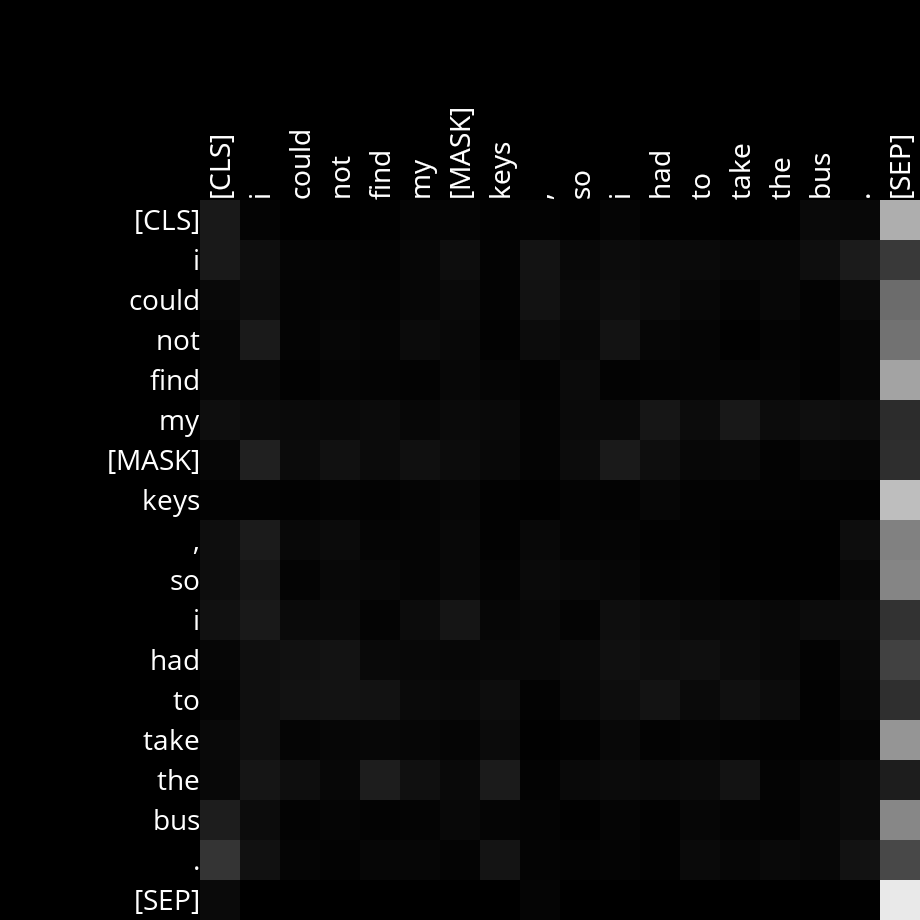 [CLS] i could not find my [MASK] keys , so i had to take the bus . [SEP]
[CLS]
i
could
not
find
my
[MASK]
keys
,
so
i
had
to
take
the
bus
.
[SEP]